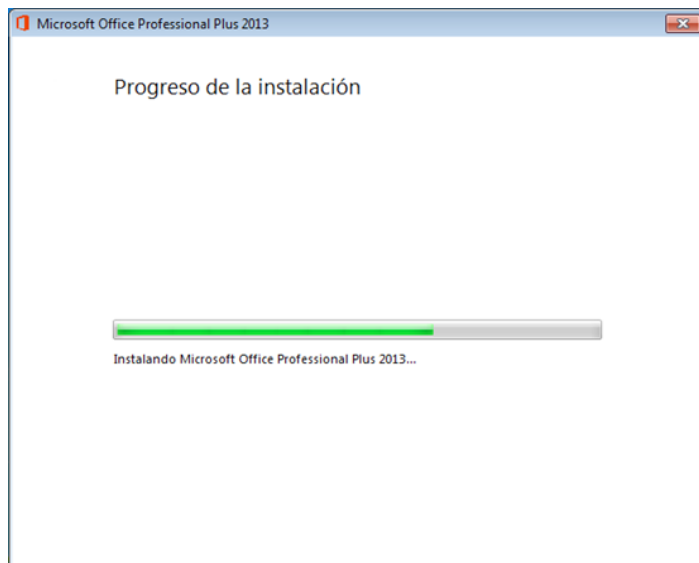 Microsoft Office Professional Plus 2013
Progreso de la instalación
Instalando Microsoft Office Professional Plus 2013...